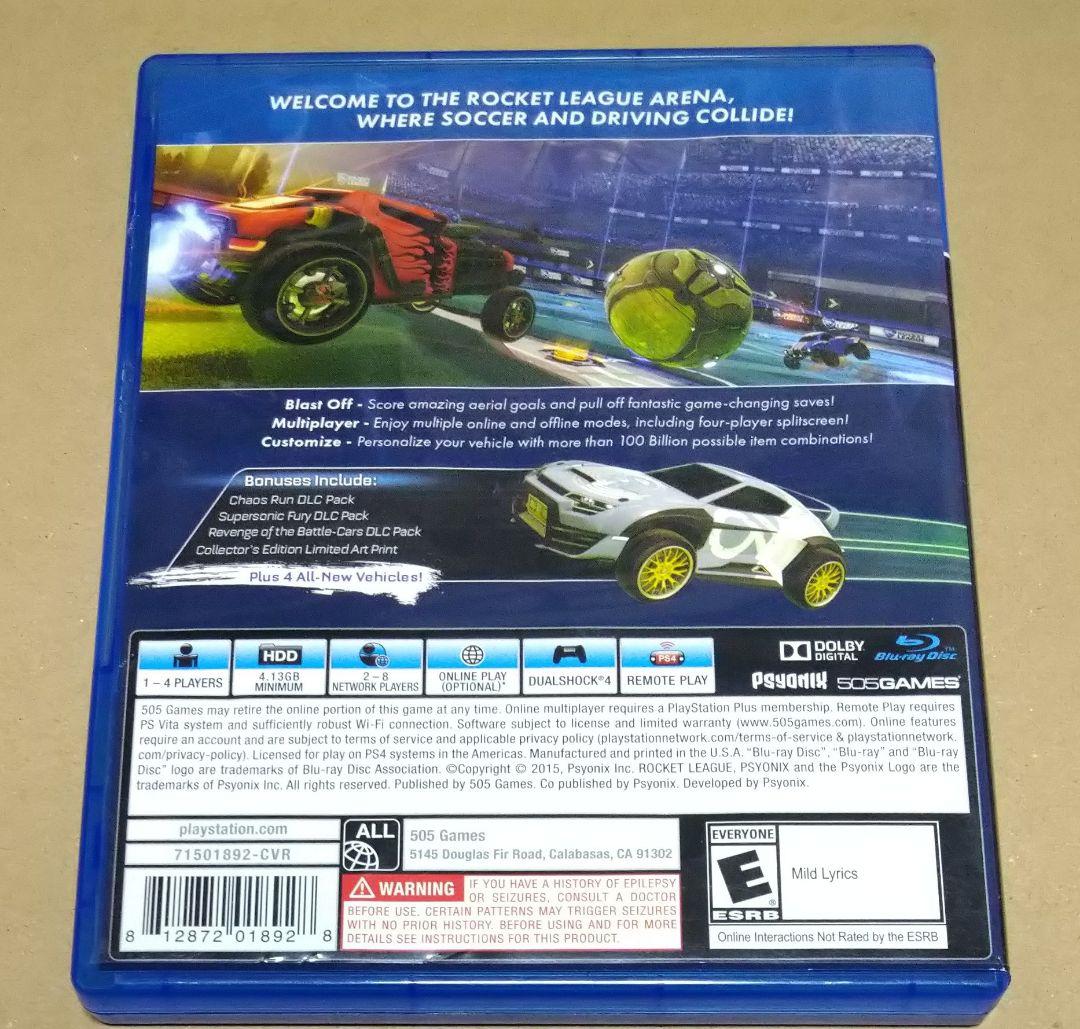 WELCOME TO THE ROCKET LEAGUE ARENA,
WHERE SOCCER AND DRIVING COLLIDE!
Blast Off - Score amazing aerial goals and pull off fantastic game-changing saves!
Multiplayer - Enjoy multiple online and offline modes, including four-player splitscreen!
Customize - Personalize your vehicle with more than 100 Billion possible item combinations!
Bonuses Include:
Chaos Run DLC Pack
Supersonic Fury DLC Pack
Revenge of the Battle-Cars DLC Pack
Collector's Edition Limited Art Print
Plus 4 All-New Vehicles!
1 – 4 PLAYERS
HDD
4.13GB
MINIMUM
2 – 8
NETWORK PLAYERS
ONLINE PLAY
(OPTIONAL)*
DUALSHOCK®4
PS4
REMOTE PLAY
DOLBY
DIGITAL
Blu-ray Disc™
PSYONIX 505GAMES®
505 Games may retire the online portion of this game at any time. Online multiplayer requires a PlayStation Plus membership. Remote Play requires
PS Vita system and sufficiently robust Wi-Fi connection. Software subject to license and limited warranty (www.505games.com). Online features
require an account and are subject to terms of service and applicable privacy policy (playstationnetwork.com/terms-of-service & playstationnetwork.
com/privacy-policy). Licensed for play on PS4 systems in the Americas. Manufactured and printed in the U.S.A. "Blu-ray Disc", "Blu-ray" and "Blu-ray
Disc" logo are trademarks of Blu-ray Disc Association. ©Copyright © 2015, Psyonix Inc. ROCKET LEAGUE, PSYONIX and the Psyonix Logo are the
trademarks of Psyonix Inc. All rights reserved. Published by 505 Games. Co published by Psyonix. Developed by Psyonix.
playstation.com
71501892-CVR
ALL
505 Games
5145 Douglas Fir Road, Calabasas, CA 91302
WARNING IF YOU HAVE A HISTORY OF EPILEPSY
OR SEIZURES, CONSULT A DOCTOR
BEFORE USE. CERTAIN PATTERNS MAY TRIGGER SEIZURES
WITH NO PRIOR HISTORY. BEFORE USING AND FOR MORE
DETAILS SEE INSTRUCTIONS FOR THIS PRODUCT.
8 12872 01892 8
EVERYONE
E
®
ESRB
Mild Lyrics
Online Interactions Not Rated by the ESRB